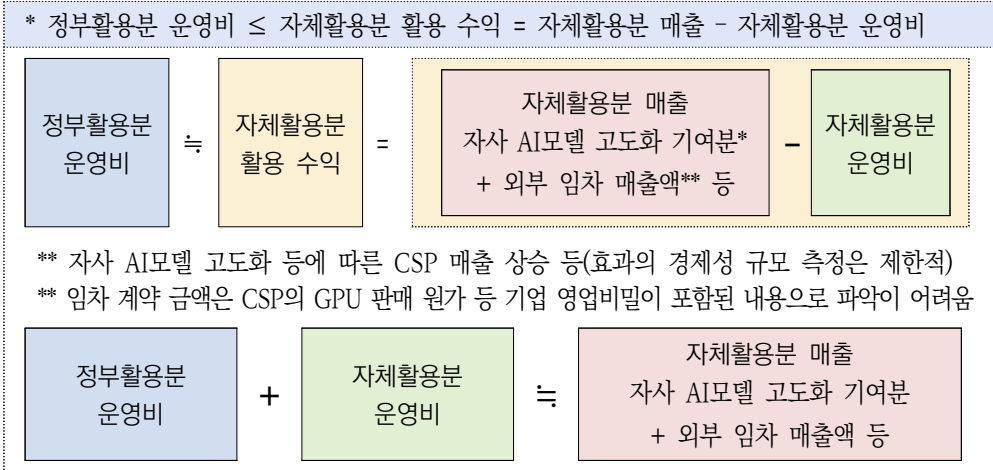 * 정부활용분 운영비 ≤ 자체활용분 활용 수익 = 자체활용분 매출 - 자체활용분 운영비
정부활용분
운영비
≒
자체활용분
활용 수익
=
자체활용분 매출
자사 AI모델 고도화 기여분*
+ 외부 임차 매출액** 등
-
자체활용분
운영비
** 자사 AI모델 고도화 등에 따른 CSP 매출 상승 등(효과의 경제성 규모 측정은 제한적)
** 임차 계약 금액은 CSP의 GPU 판매 원가 등 기업 영업비밀이 포함된 내용으로 파악이 어려움
정부활용분
운영비
+
자체활용분
운영비
≒
자체활용분 매출
자사 AI모델 고도화 기여분
+ 외부 임차 매출액 등